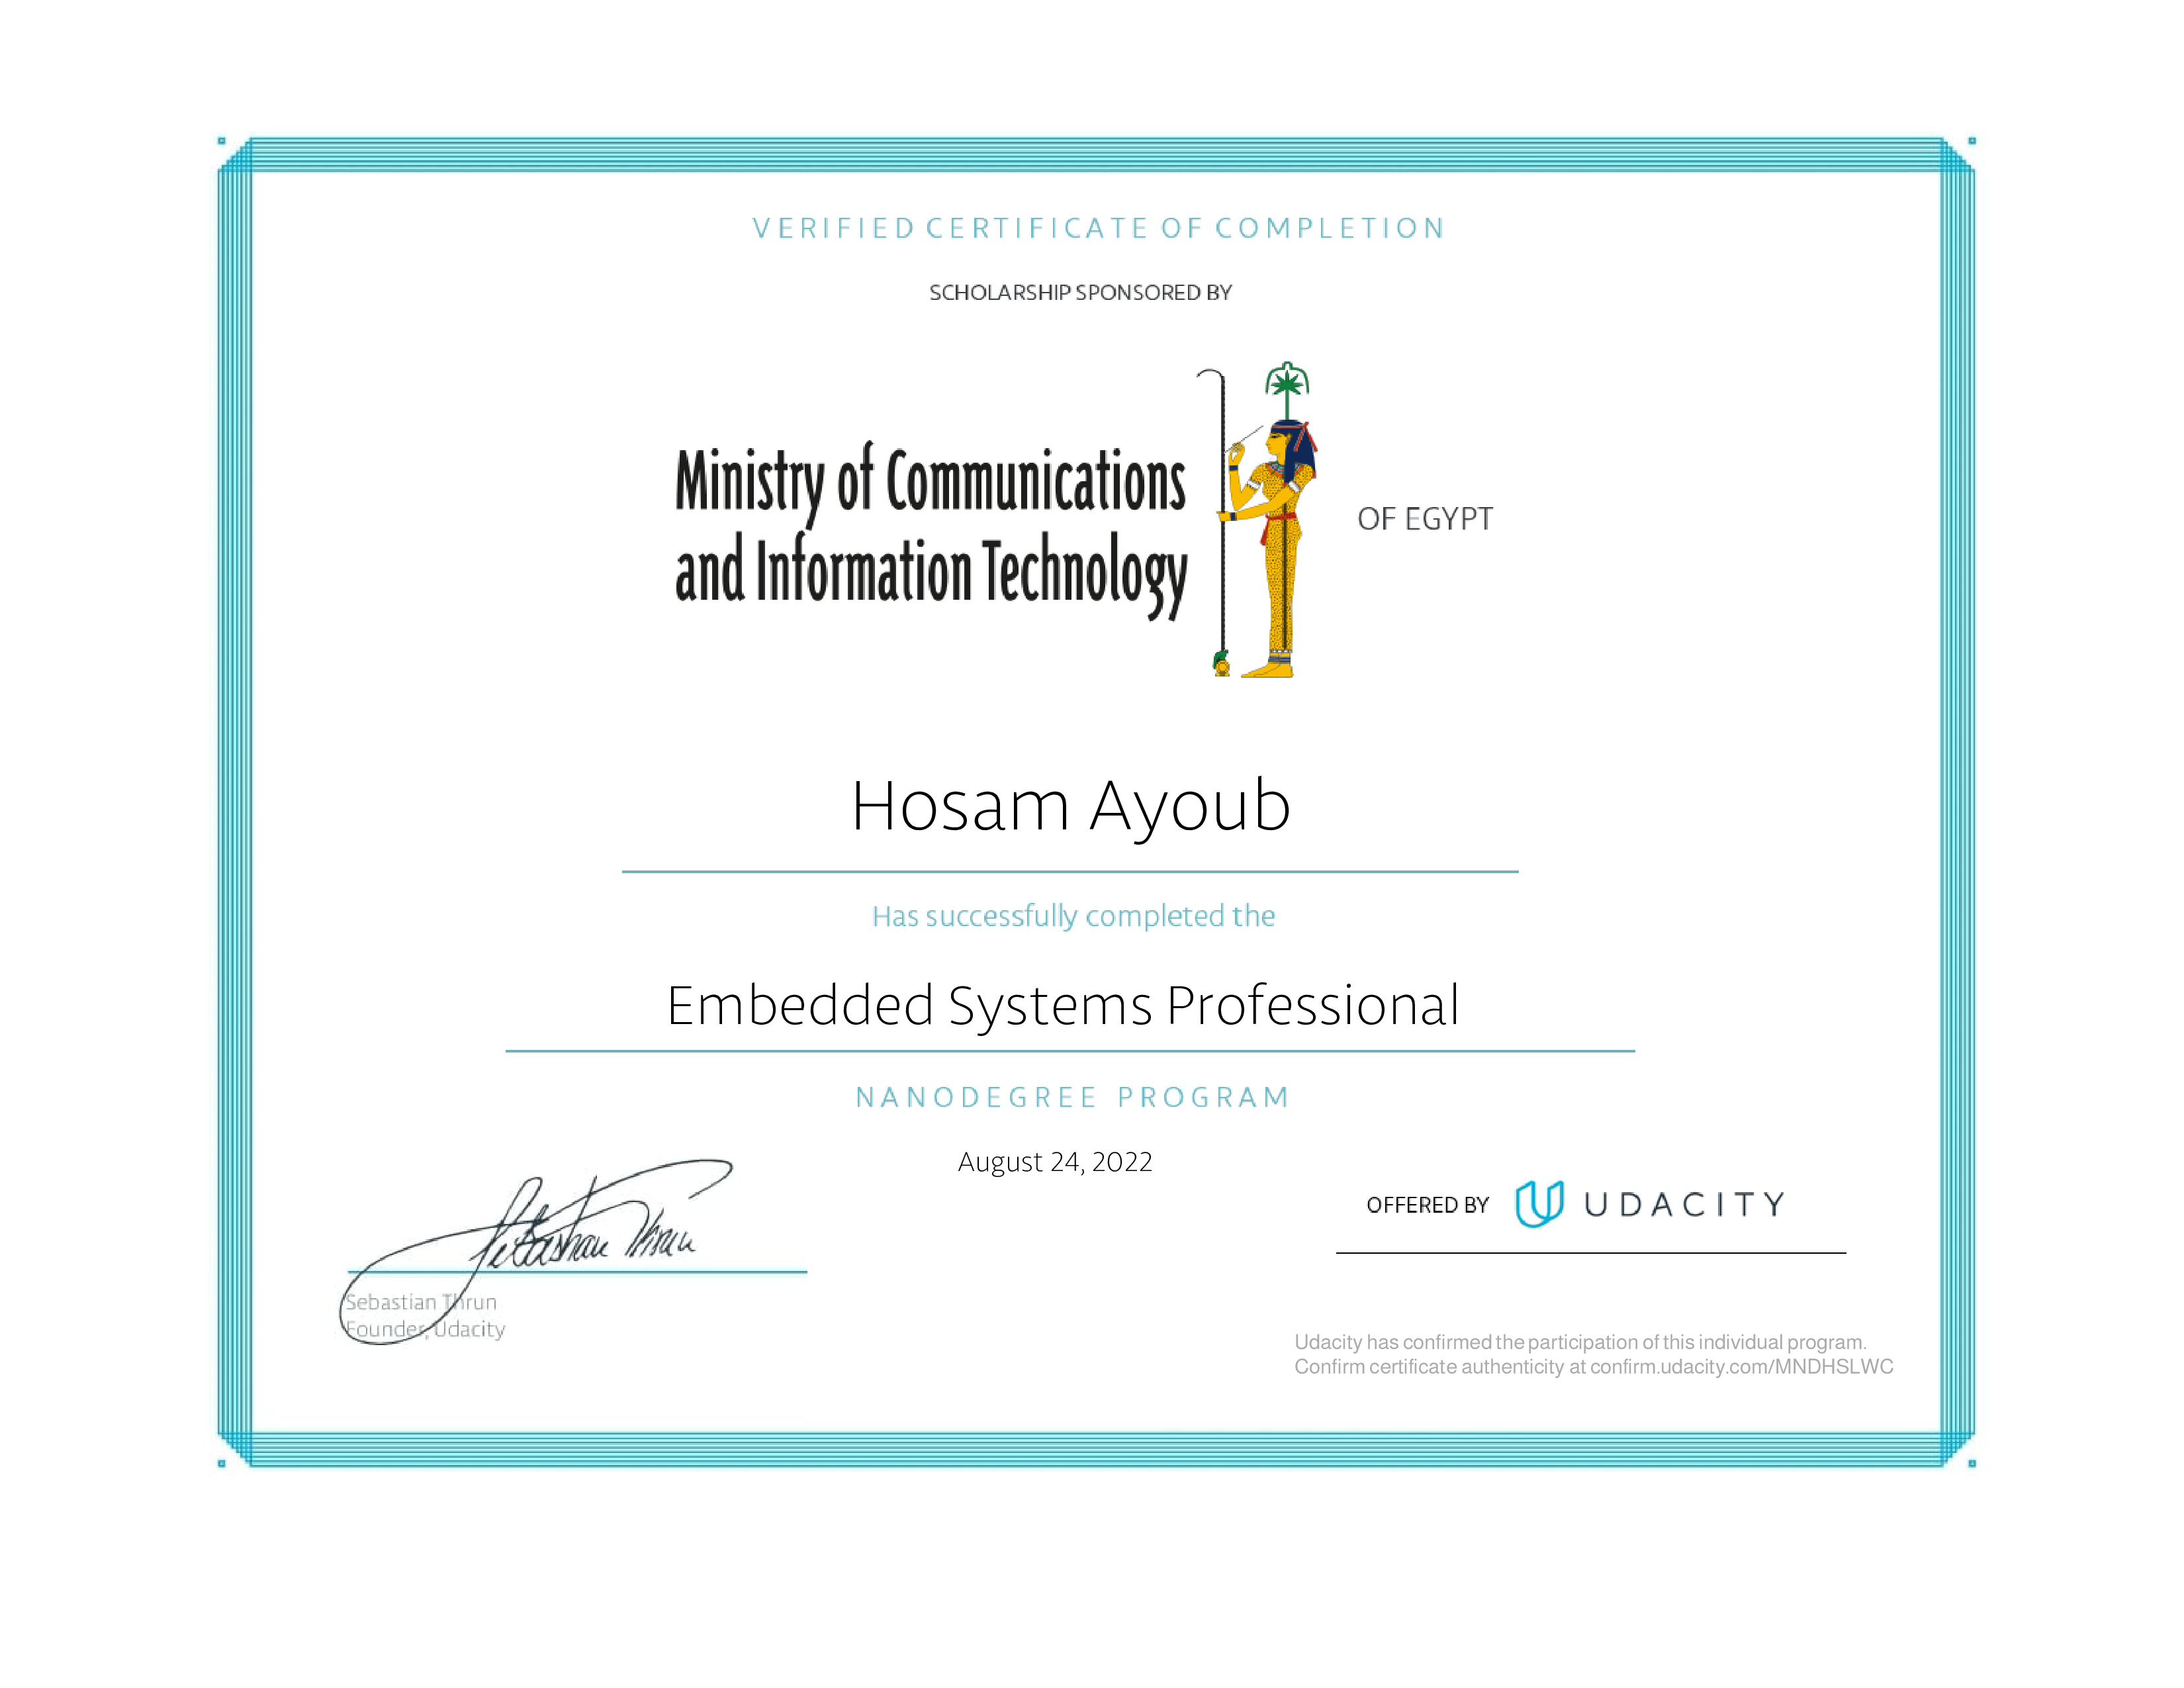 VERIFIED CERTIFICATE OF COMPLETION
SCHOLARSHIP SPONSORED BY
Ministry of Communications
and Information Technology
OF EGYPT
Hosam Ayoub
Has successfully completed the
Embedded Systems Professional
NANODEGREE PROGRAM
August 24, 2022
Sebastian Thrun
OFFERED BY UDACITY
Sebastian Thrun
Founder, Udacity
Udacity has confirmed the participation of this individual program.
Confirm certificate authenticity at confirm.udacity.com/MNDHSLWC